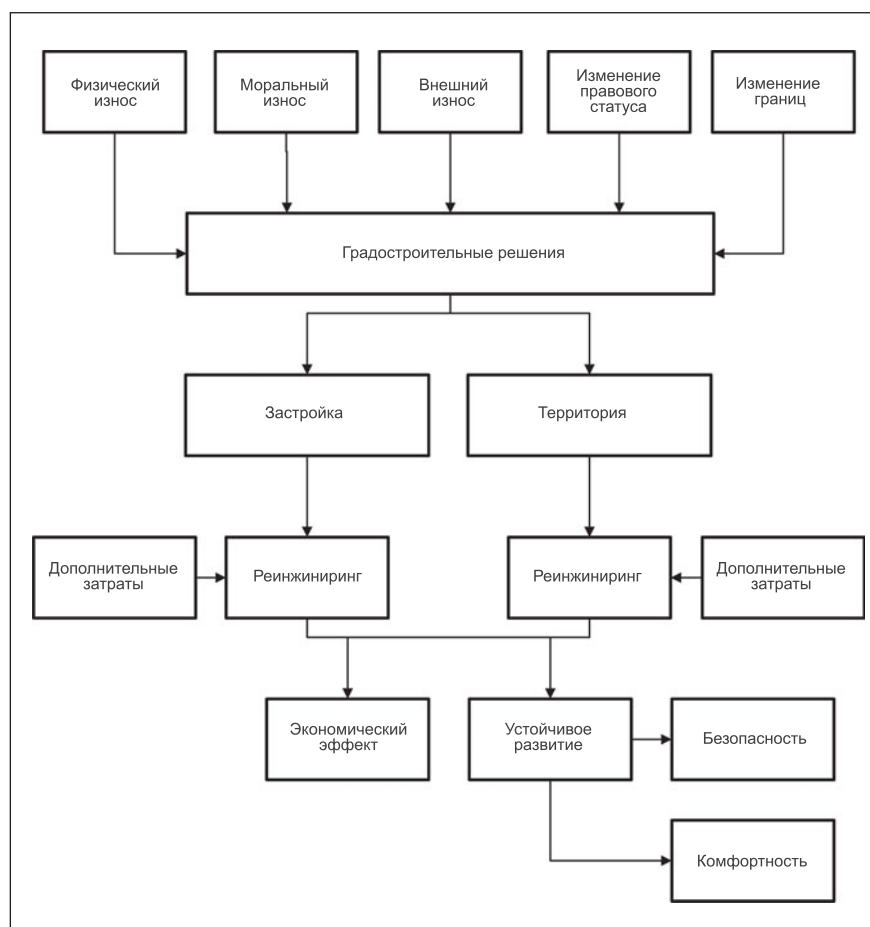 Физический
износ
Моральный
износ
Внешний
износ
Изменение
правового
статуса
Изменение
границ
Градостроительные решения
Застройка
Территория
Дополнительные
затраты
Реинжиниринг
Реинжиниринг
Дополнительные
затраты
Экономический
эффект
Устойчивое
развитие
Безопасность
Комфортность